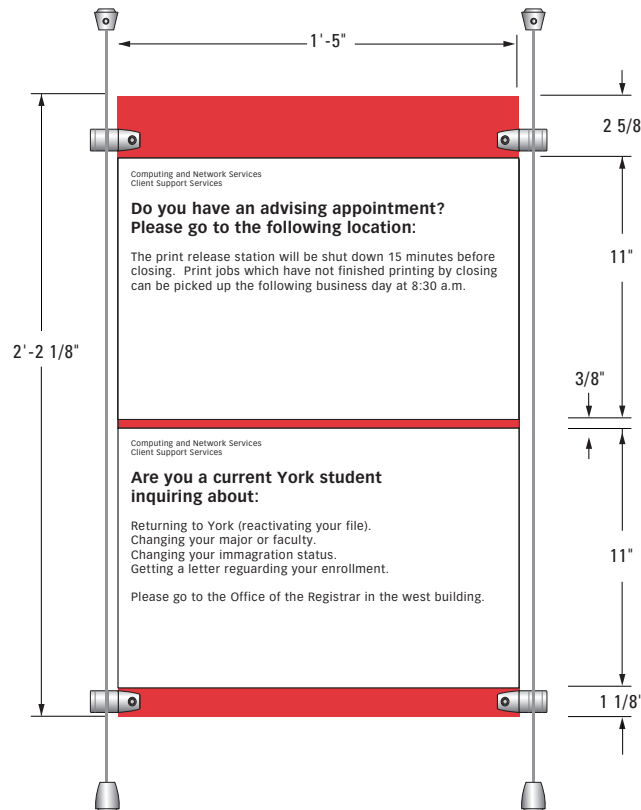 1'-5"
2 5/8
Computing and Network Services
Client Support Services
Do you have an advising appointment?
Please go to the following location:
The print release station will be shut down 15 minutes before
closing.  Print jobs which have not finished printing by closing
can be picked up the following business day at 8:30 a.m.
11"
2'-2 1/8"
3/8"
Computing and Network Services
Client Support Services
Are you a current York student
inquiring about:
Returning to York (reactivating your file).
Changing your major or faculty.
Changing your immagration status.
Getting a letter reguarding your enrollment.
Please go to the Office of the Registrar in the west building.
11"
1 1/8'